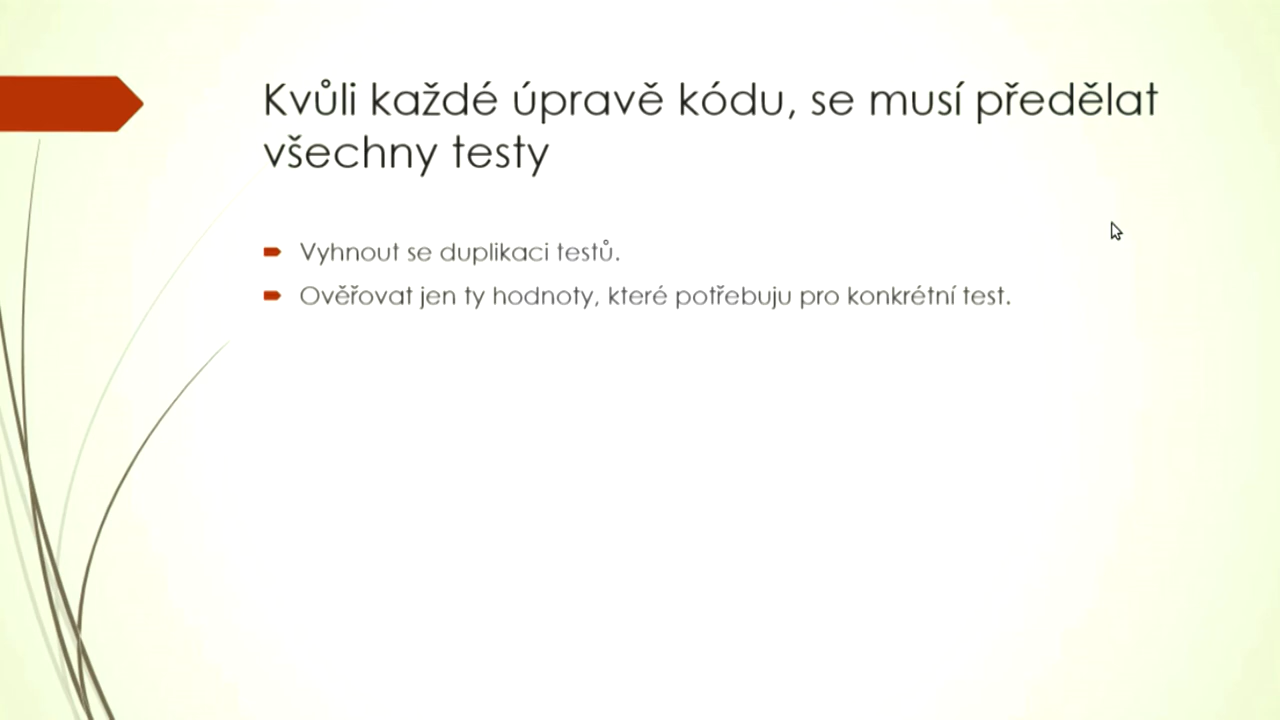 Kvůli každé úpravě kódu, se musí předělat
všechny testy
Vyhnout se duplikaci testů.
Ověřovat jen ty hodnoty, které potřebuju pro konkrétní test.